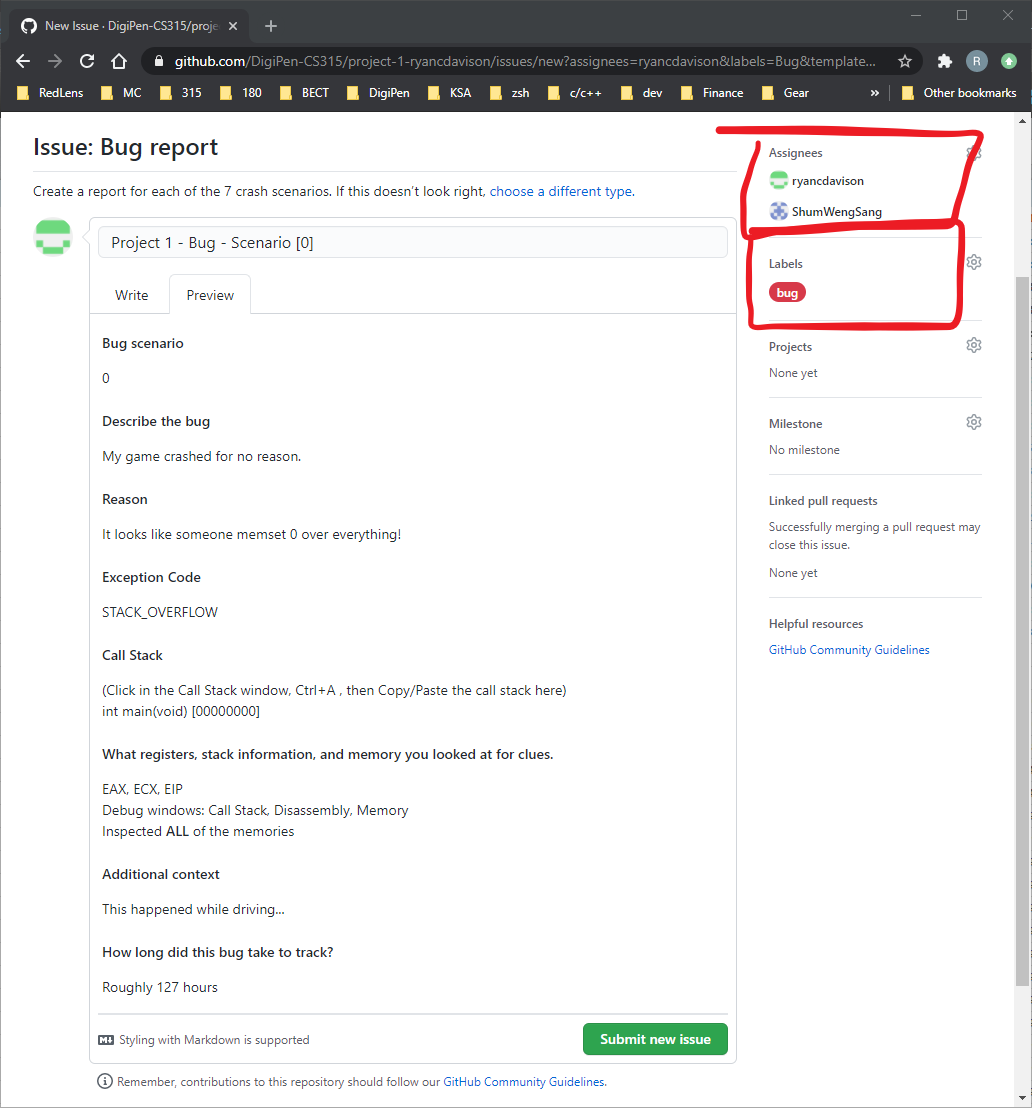 New Issue · DigiPen-CS315/proje
github.com/DigiPen-CS315/project-1-ryancdavison/issues/new?assignees=ryancdavison&labels=Bug&template...
R
RedLens MC 315 180 BECT DigiPen KSA zsh c/c++ dev Finance Gear » Other bookmarks
Issue: Bug report
Create a report for each of the 7 crash scenarios. If this doesn't look right, choose a different type.
Project 1 - Bug - Scenario [0]
Write Preview
Bug scenario
0
Describe the bug
My game crashed for no reason.
Reason
It looks like someone memset 0 over everything!
Exception Code
STACK_OVERFLOW
Call Stack
(Click in the Call Stack window, Ctrl+A , then Copy/Paste the call stack here)
int main(void) [00000000]
What registers, stack information, and memory you looked at for clues.
EAX, ECX, EIP
Debug windows: Call Stack, Disassembly, Memory
Inspected ALL of the memories
Additional context
This happened while driving...
How long did this bug take to track?
Roughly 127 hours
Styling with Markdown is supported
Submit new issue
Remember, contributions to this repository should follow our GitHub Community Guidelines.
Assignees
ryancdavison
ShumWengSang
Labels
bug
Projects
None yet
Milestone
No milestone
Linked pull requests
Successfully merging a pull request may
close this issue.
None yet
Helpful resources
GitHub Community Guidelines